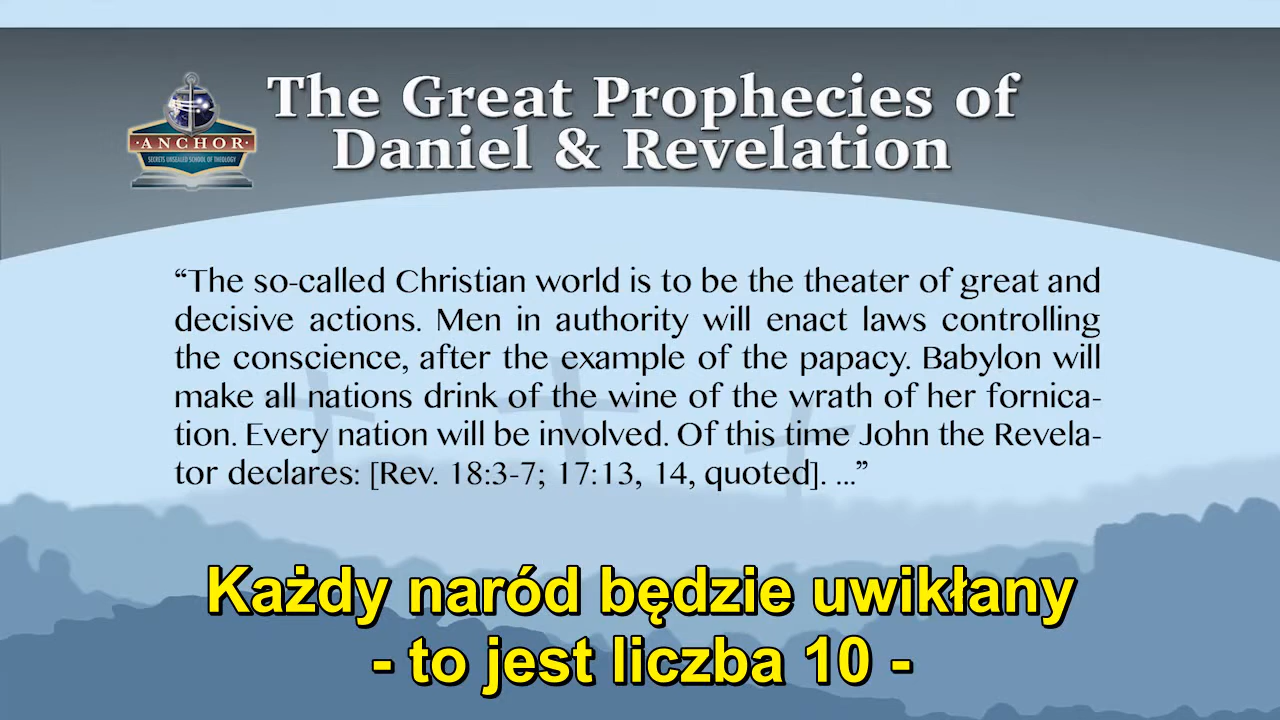 The Great Prophecies of
Daniel & Revelation
·ANCHOR·
SECRETS UNSEALED SCHOOL OF THEOLOGY
“The so-called Christian world is to be the theater of great and
decisive actions. Men in authority will enact laws controlling
the conscience, after the example of the papacy. Babylon will
make all nations drink of the wine of the wrath of her fornica-
tion. Every nation will be involved. Of this time John the Revela-
tor declares: [Rev. 18:3-7; 17:13, 14, quoted]. ...”
Każdy naród będzie uwikłany
- to jest liczba 10 -